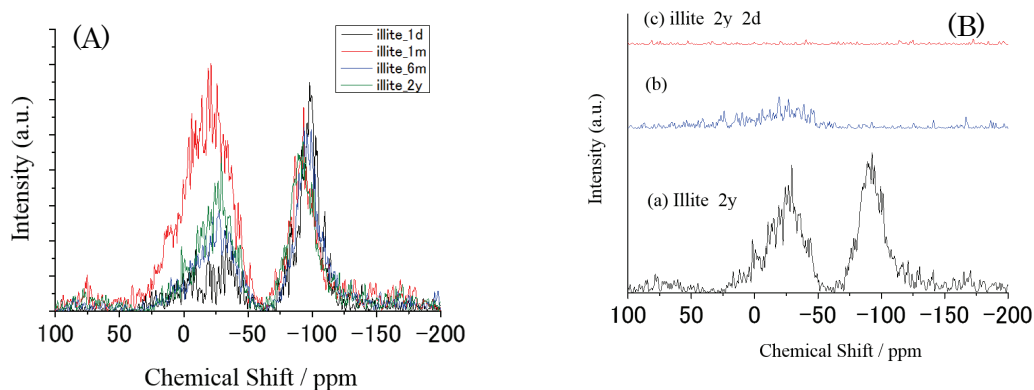 (A)
illite_1d
illite_1m
illite_6m
illite_2y
Intensity (a.u.)
100 50 0 -50 -100 -150 -200
Chemical Shift / ppm
(B)
(c) illite 2y 2d
(b)
(a) Illite 2y
Intensity (a.u.)
100 50 0 -50 -100 -150 -200
Chemical Shift / ppm